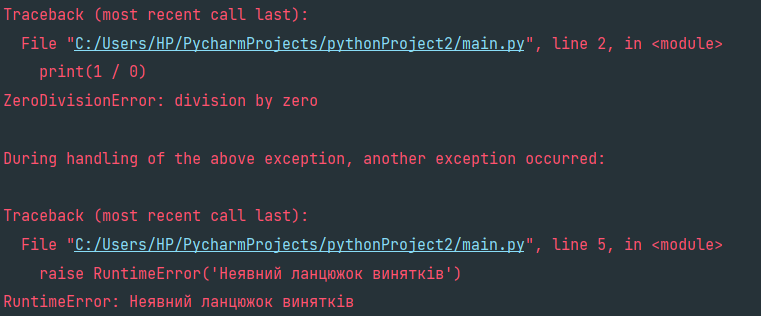 Traceback (most recent call last):
  File "C:/Users/HP/PycharmProjects/pythonProject2/main.py", line 2, in <module>
    print(1 / 0)
ZeroDivisionError: division by zero

During handling of the above exception, another exception occurred:

Traceback (most recent call last):
  File "C:/Users/HP/PycharmProjects/pythonProject2/main.py", line 5, in <module>
    raise RuntimeError('Неявний ланцюжок винятків')
RuntimeError: Неявний ланцюжок винятків